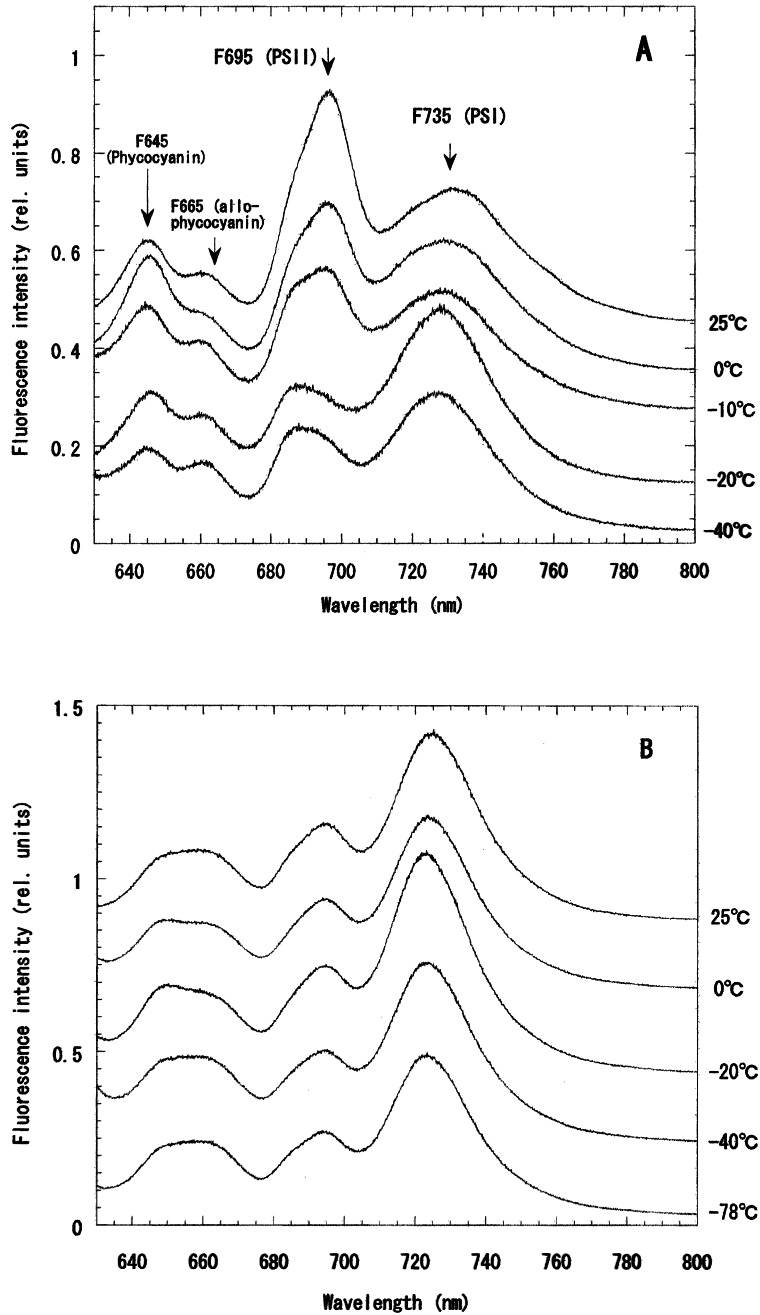 A
F695 (PSII)
F735 (PSI)
F645
(Phycocyanin)
F665 (allo-
phycocyanin)
Fluorescence intensity (rel. units)
1
0.8
0.6
0.4
0.2
0
25℃
0℃
-10℃
-20℃
-40℃
640 660 680 700 720 740 760 780 800
Wavelength (nm)
B
Fluorescence intensity (rel. units)
1.5
1
0.5
0
25℃
0℃
-20℃
-40℃
-78℃
640 660 680 700 720 740 760 780 800
Wavelength (nm)